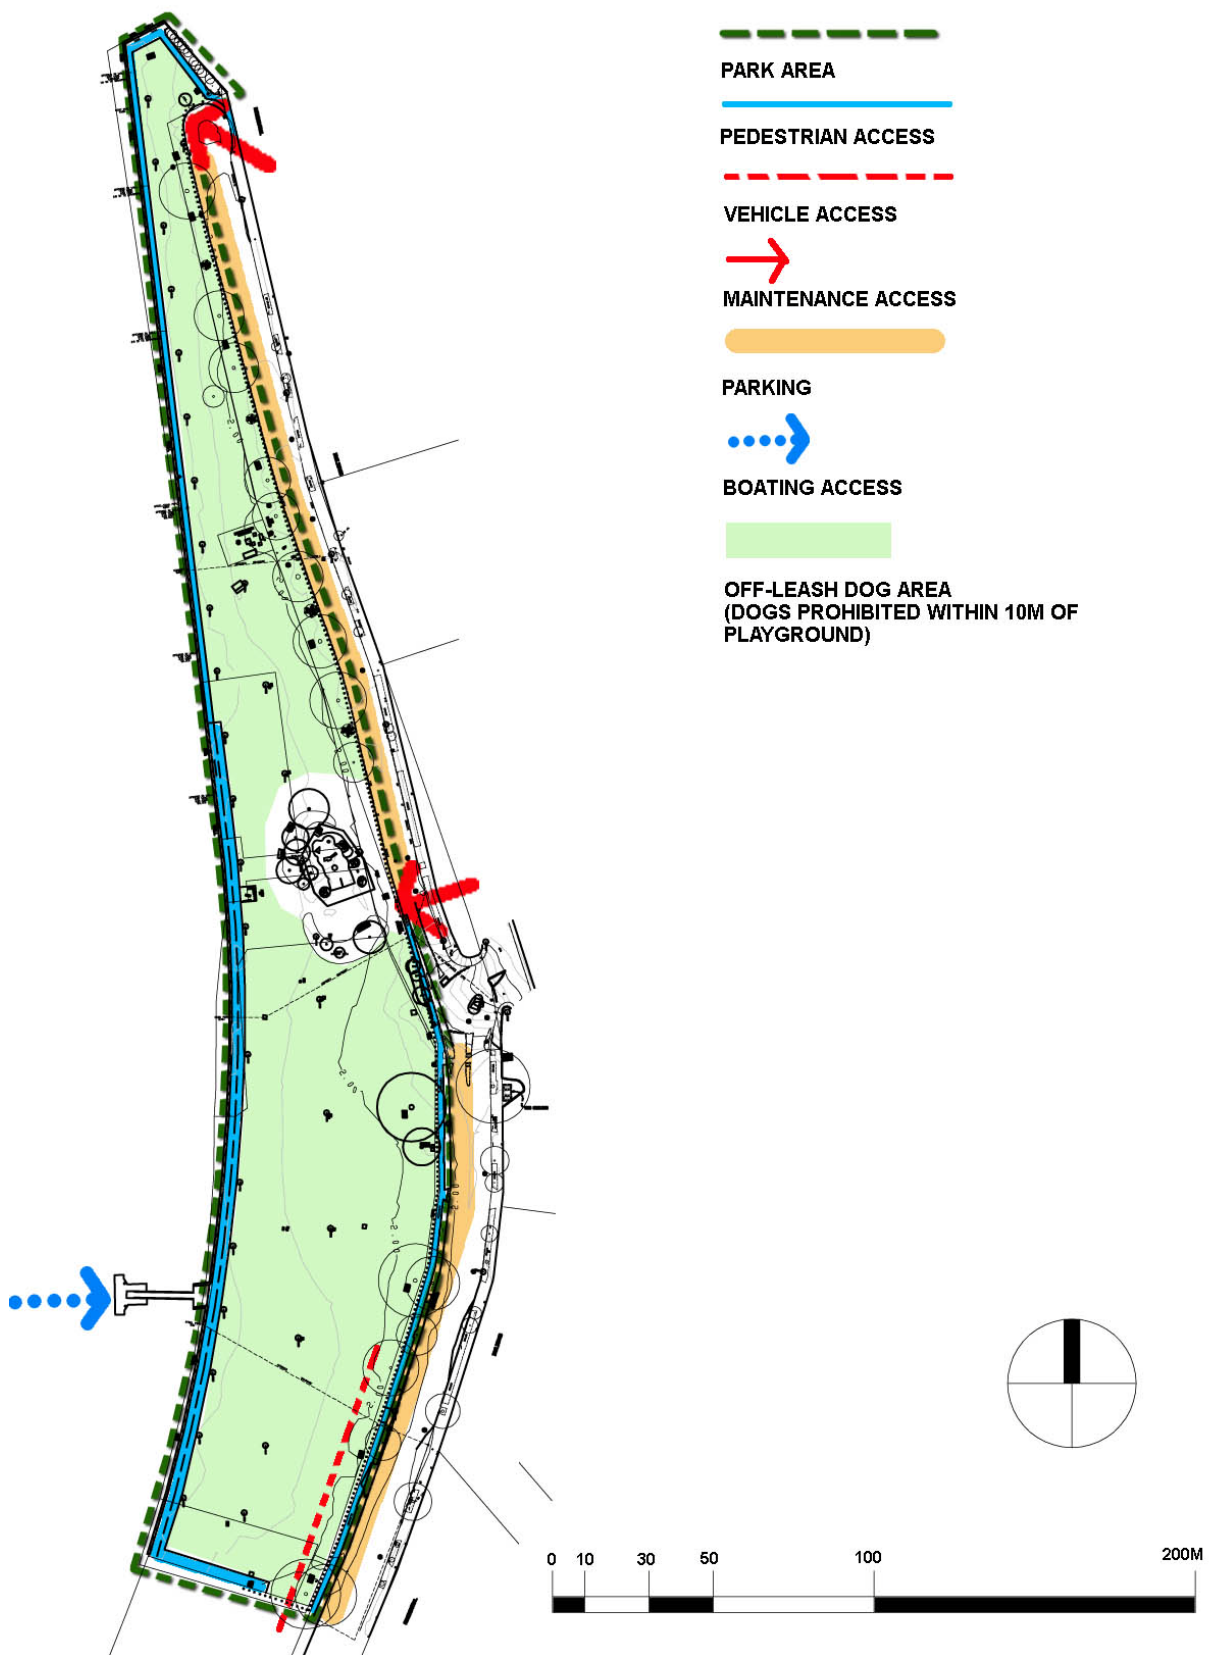 PARK AREA
PEDESTRIAN ACCESS
VEHICLE ACCESS
MAINTENANCE ACCESS
PARKING
BOATING ACCESS
OFF-LEASH DOG AREA
(DOGS PROHIBITED WITHIN 10M OF
PLAYGROUND)
0 10 30 50 100 200M